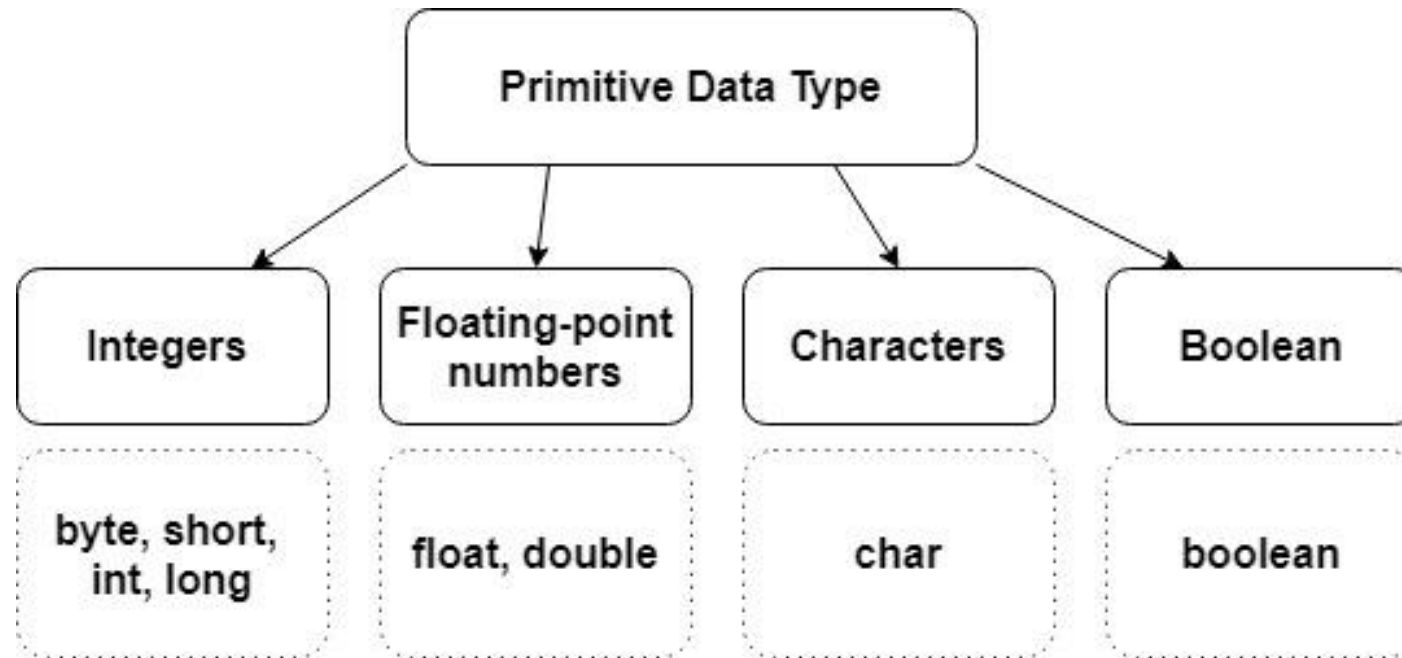 Primitive Data Type
Integers
Floating-point
numbers
Characters
Boolean
byte, short,
int, long
float, double
char
boolean